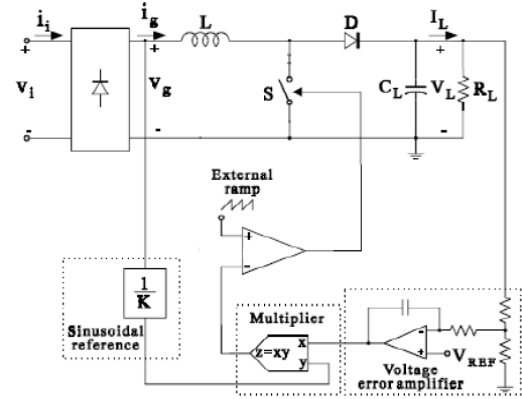 i_i
i_g
L
D
I_L
+
+
+
v_i
v_g
S
C_L
V_L
R_L
-
-
-
External
ramp
+
-
1
K
Sinusoidal
reference
Multiplier
z=xy
x
y
-
+
V_REF
Voltage
error amplifier